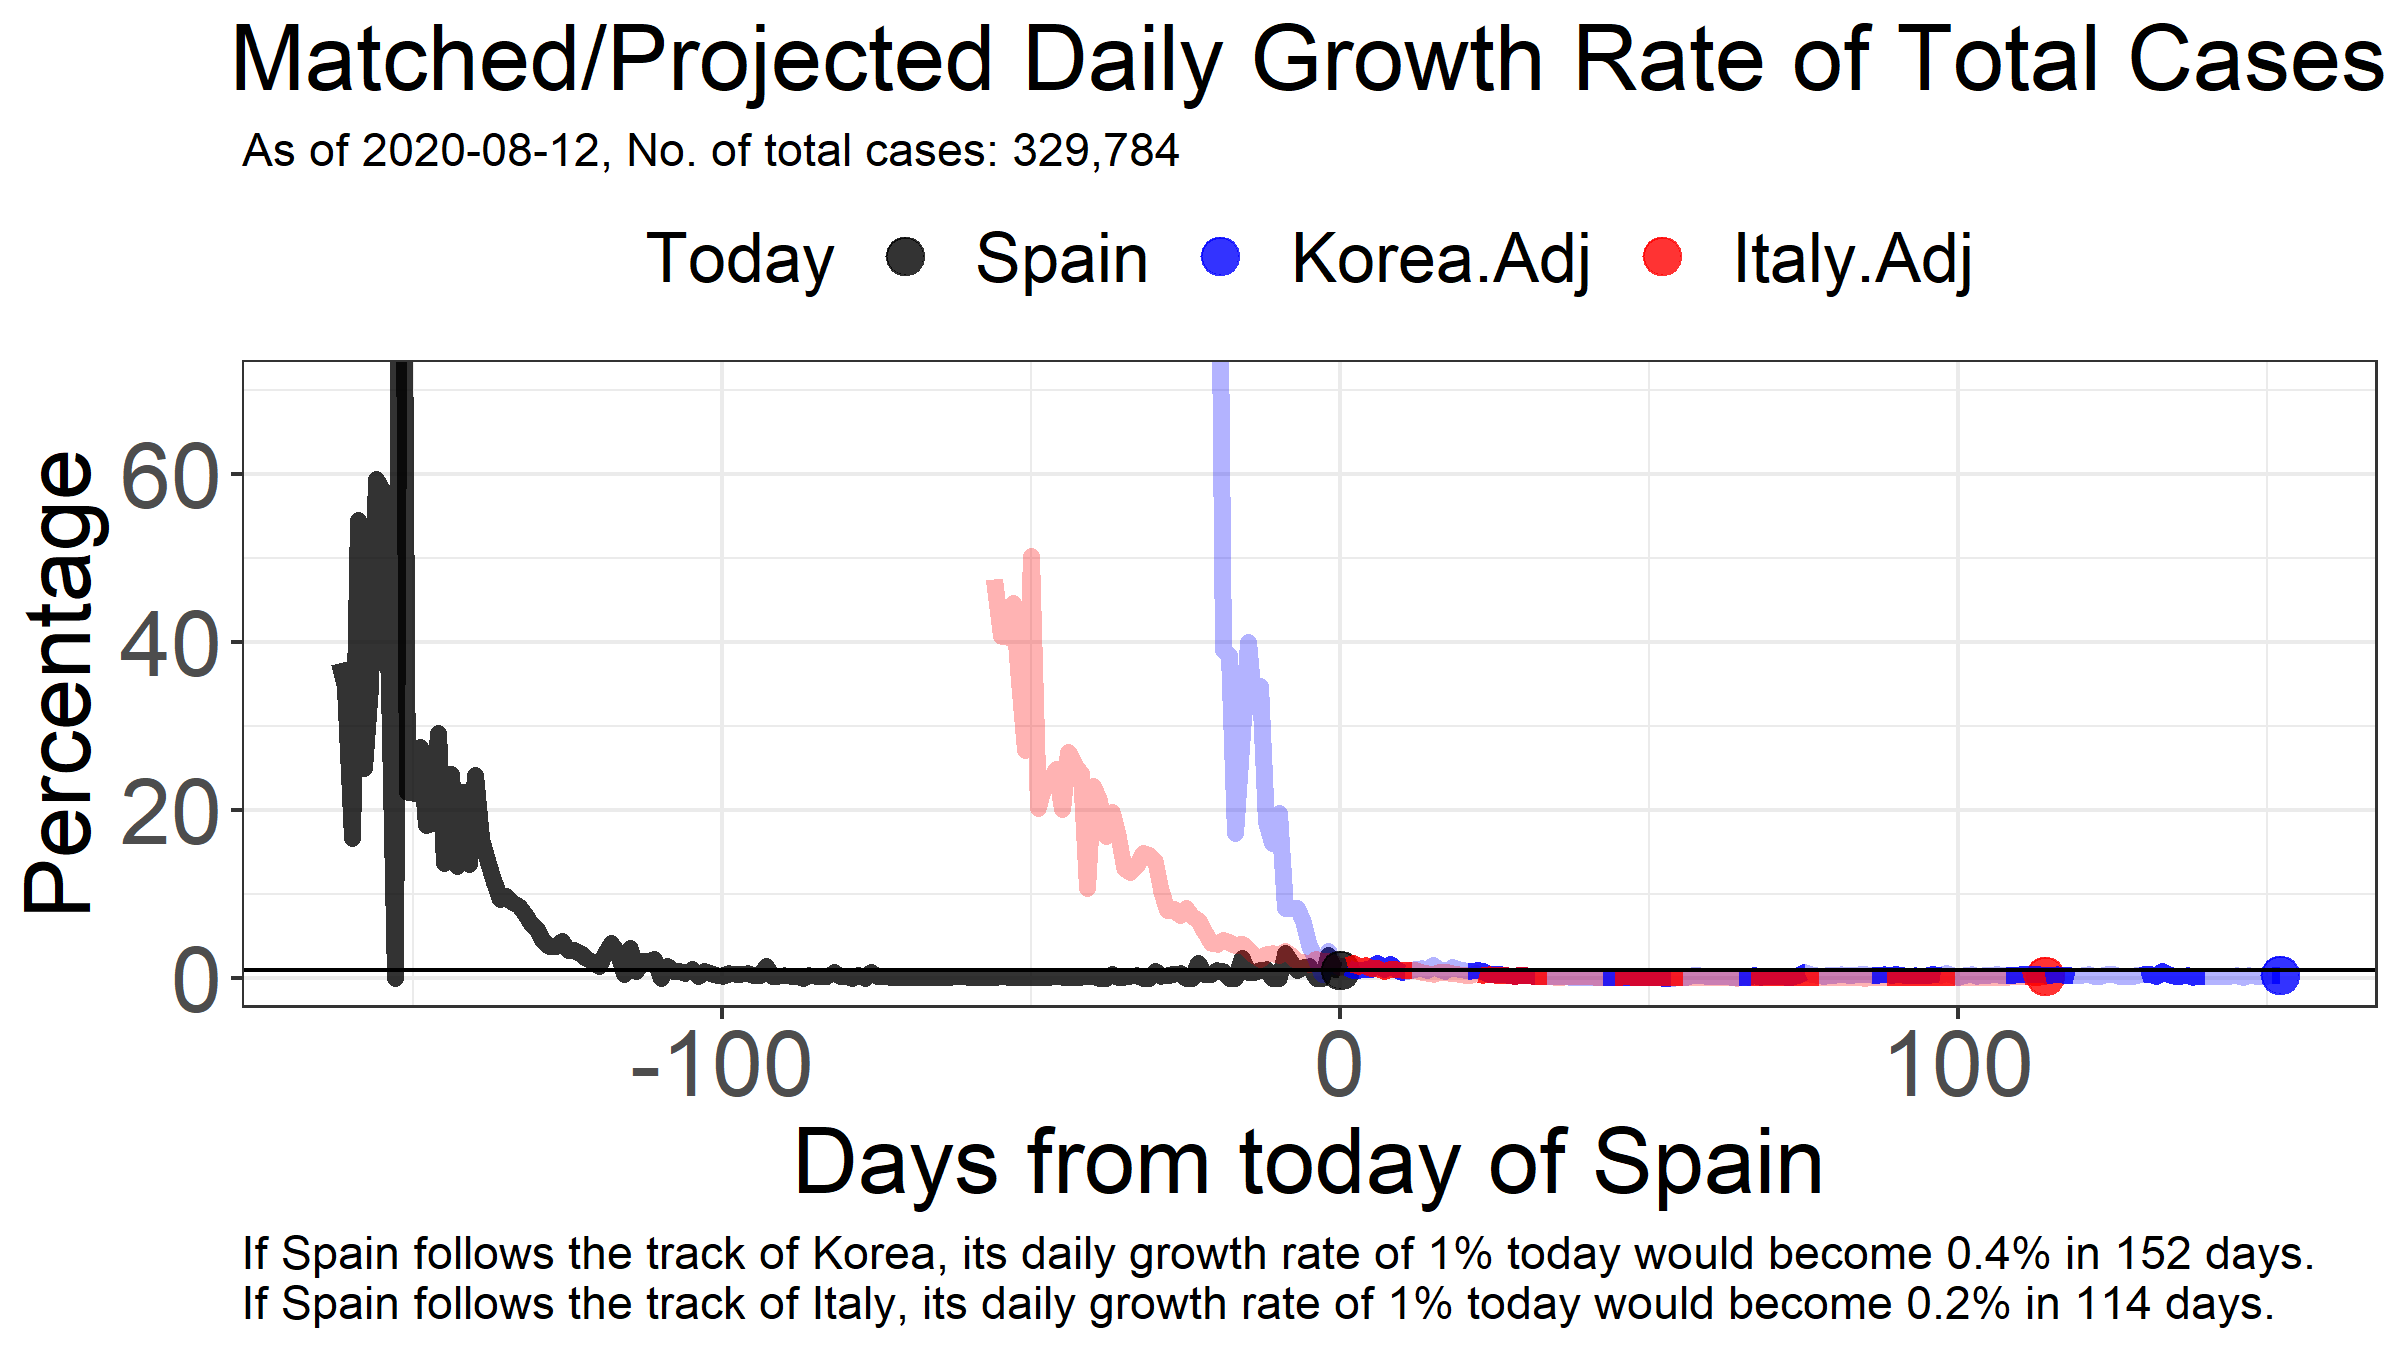 Matched/Projected Daily Growth Rate of Total Cases
As of 2020-08-12, No. of total cases: 329,784
Today Spain Korea.Adj Italy.Adj
Percentage
60
40
20
0
-100 0 100
Days from today of Spain
If Spain follows the track of Korea, its daily growth rate of 1% today would become 0.4% in 152 days.
If Spain follows the track of Italy, its daily growth rate of 1% today would become 0.2% in 114 days.